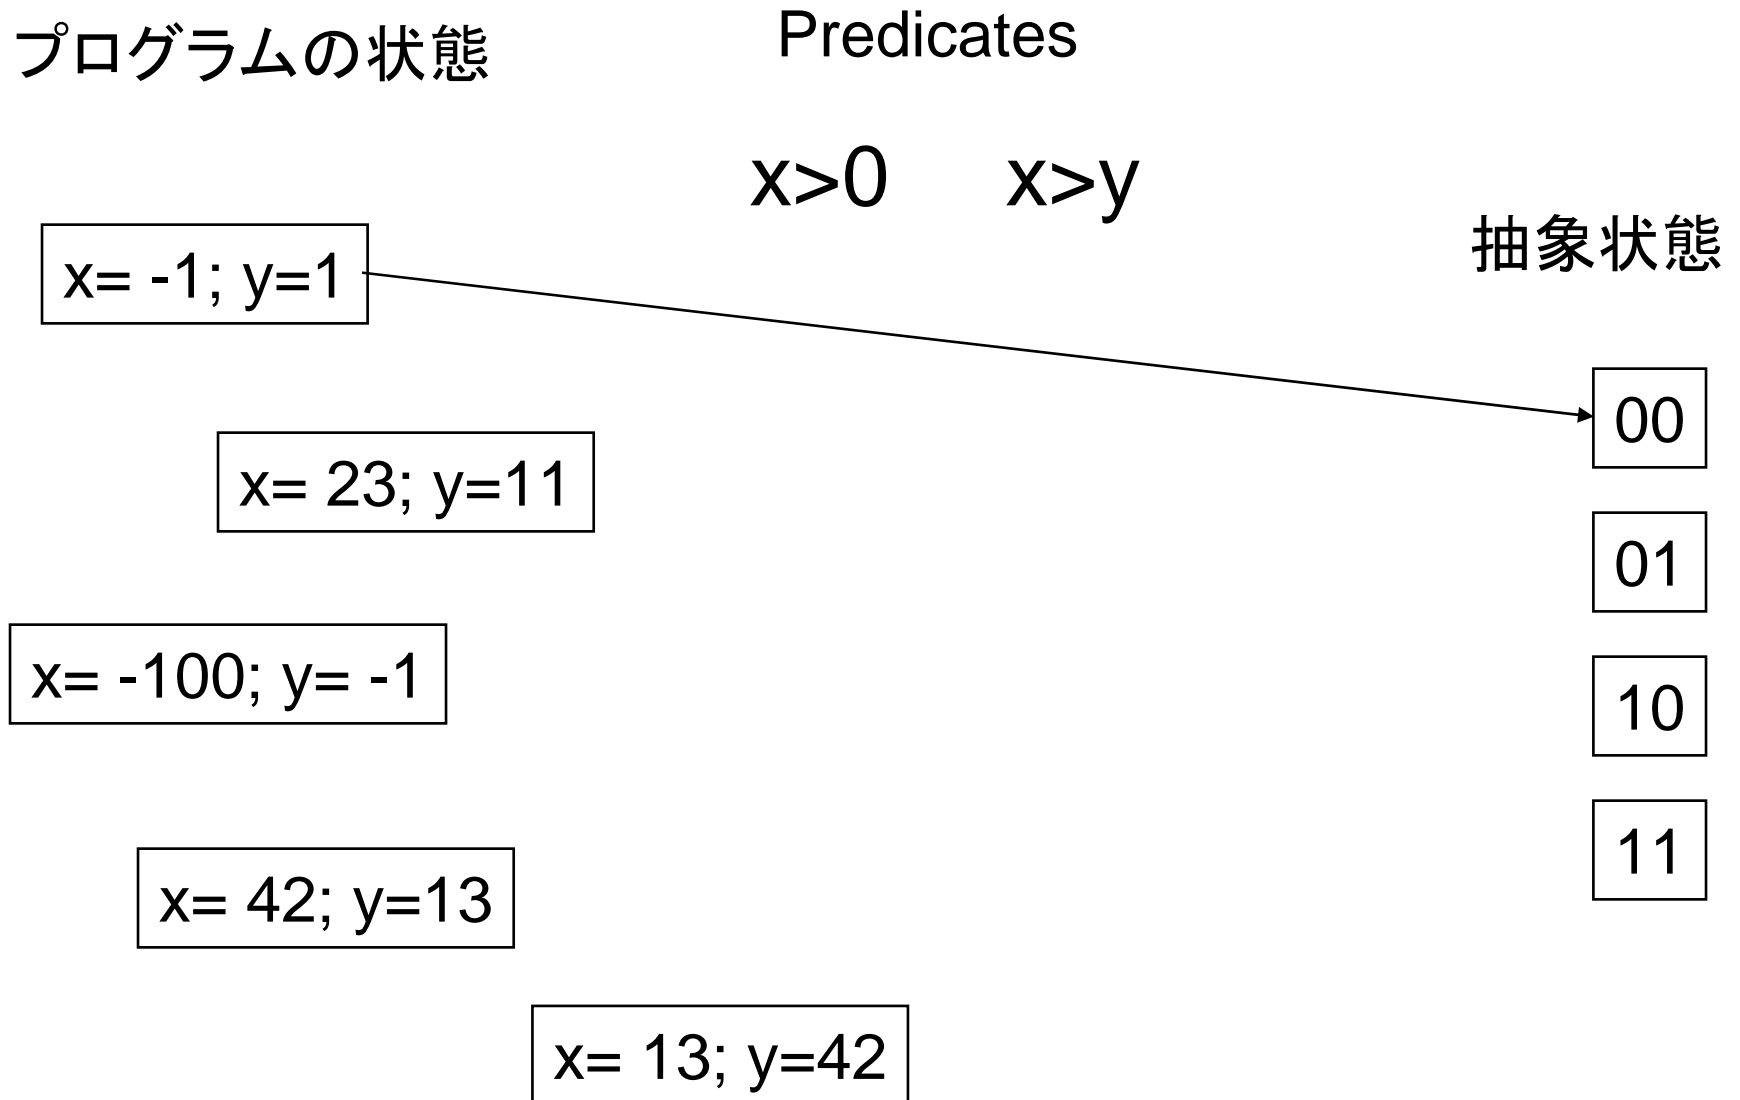 プログラムの状態
Predicates
x>0 x>y
抽象状態
x= -1; y=1
00
x= 23; y=11
01
x= -100; y= -1
10
x= 42; y=13
11
x= 13; y=42